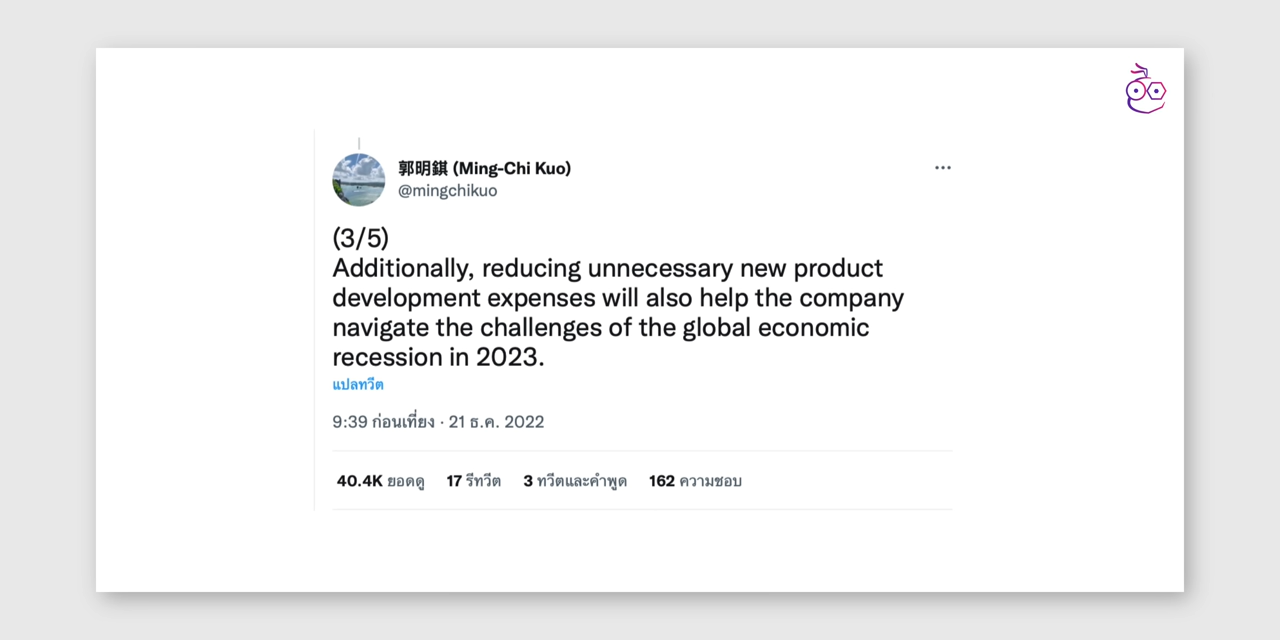 郭明錤 (Ming-Chi Kuo)
@mingchikuo
(3/5)
Additionally, reducing unnecessary new product
development expenses will also help the company
navigate the challenges of the global economic
recession in 2023.
แปลทวีต
9:39 ก่อนเที่ยง · 21 ธ.ค. 2022
40.4K ยอดดู 17 รีทวีต 3 ทวีตและคำพูด 162 ความชอบ